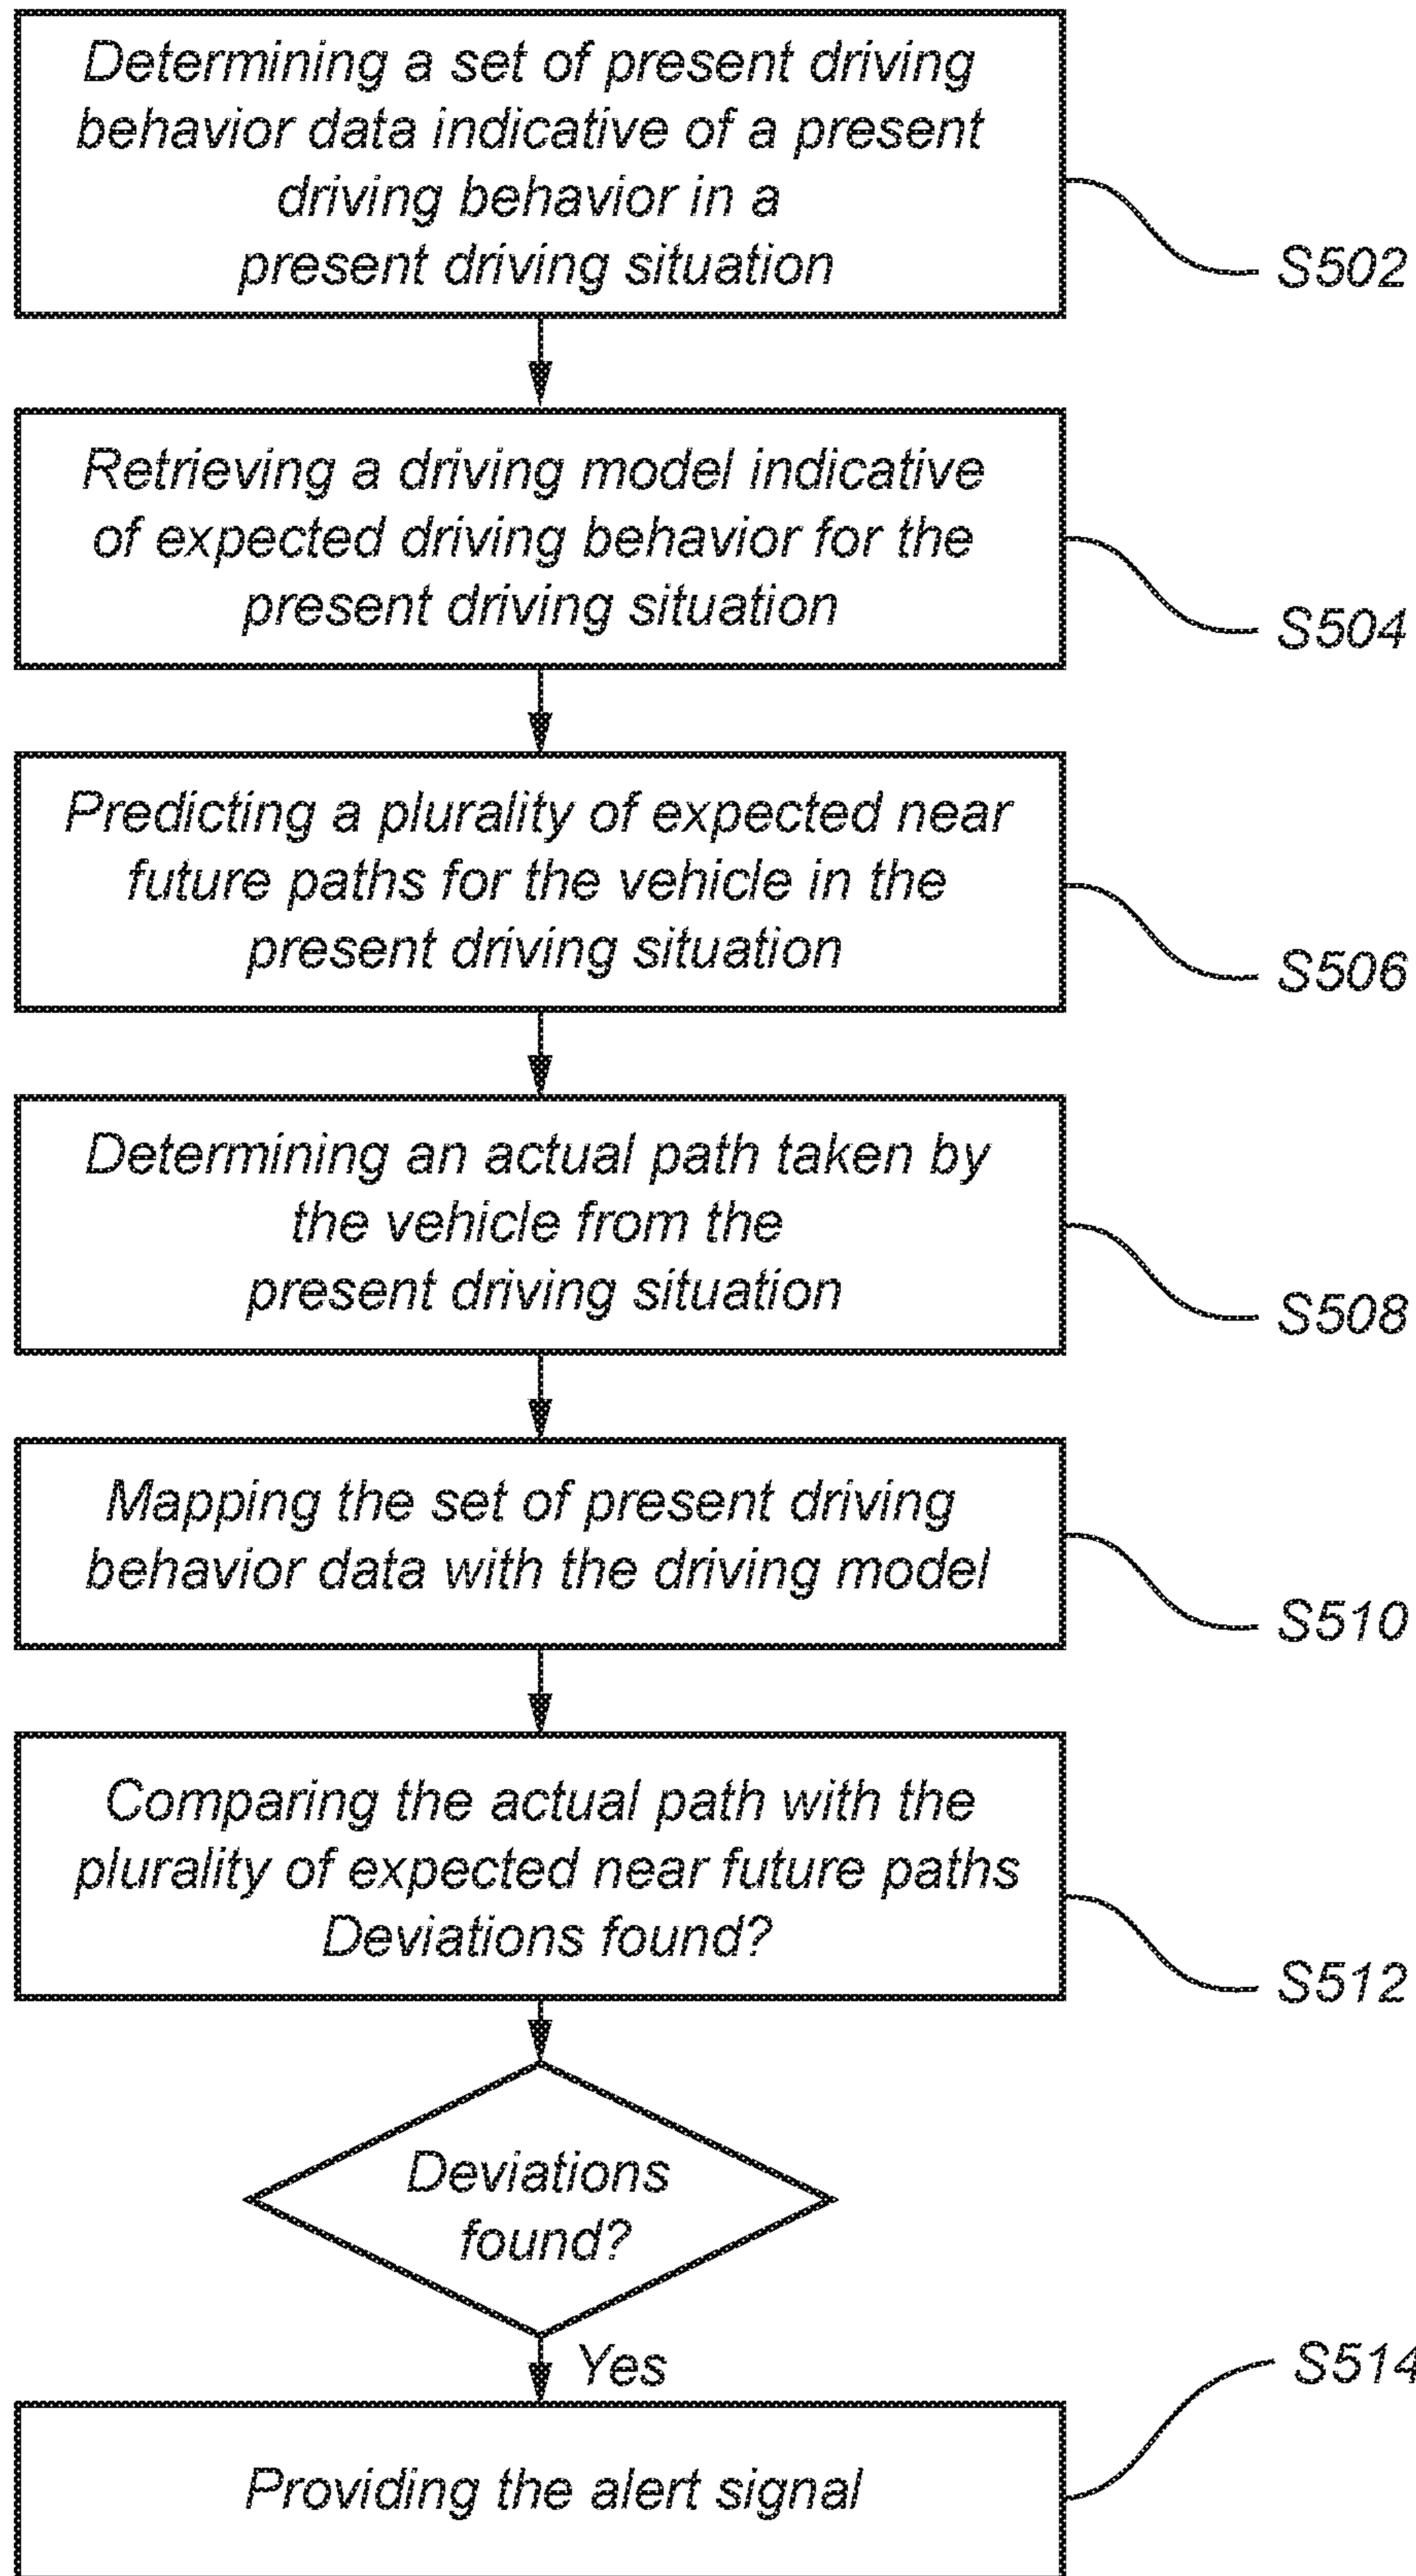 Determining a set of present driving
behavior data indicative of a present
driving behavior in a
present driving situation
S502
Retrieving a driving model indicative
of expected driving behavior for the
present driving situation
S504
Predicting a plurality of expected near
future paths for the vehicle in the
present driving situation
S506
Determining an actual path taken by
the vehicle from the
present driving situation
S508
Mapping the set of present driving
behavior data with the driving model
S510
Comparing the actual path with the
plurality of expected near future paths
Deviations found?
S512
Deviations
found?
Yes
S514
Providing the alert signal